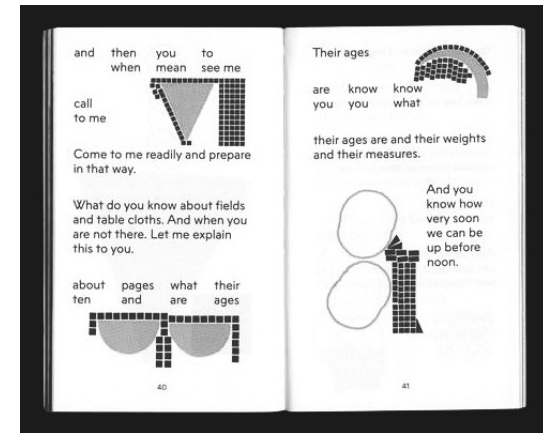 and then you to
when mean see me
call
to me
Come to me readily and prepare
in that way.
What do you know about fields
and table cloths. And when you
are not there. Let me explain
this to you.
about pages what their
ten and are ages
40
Their ages
are know know
you you what
their ages are and their weights
and their measures.
And you
know how
very soon
we can be
up before
noon.
41